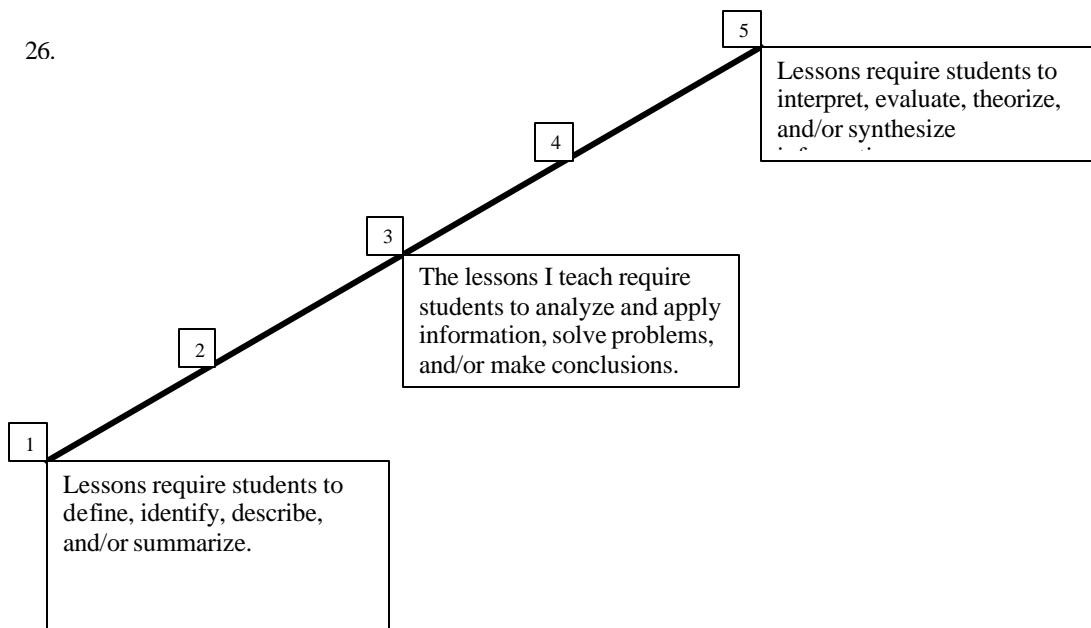 26.
5
Lessons require students to
interpret, evaluate, theorize,
and/or synthesize
4
3
The lessons I teach require
students to analyze and apply
information, solve problems,
and/or make conclusions.
2
1
Lessons require students to
define, identify, describe,
and/or summarize.